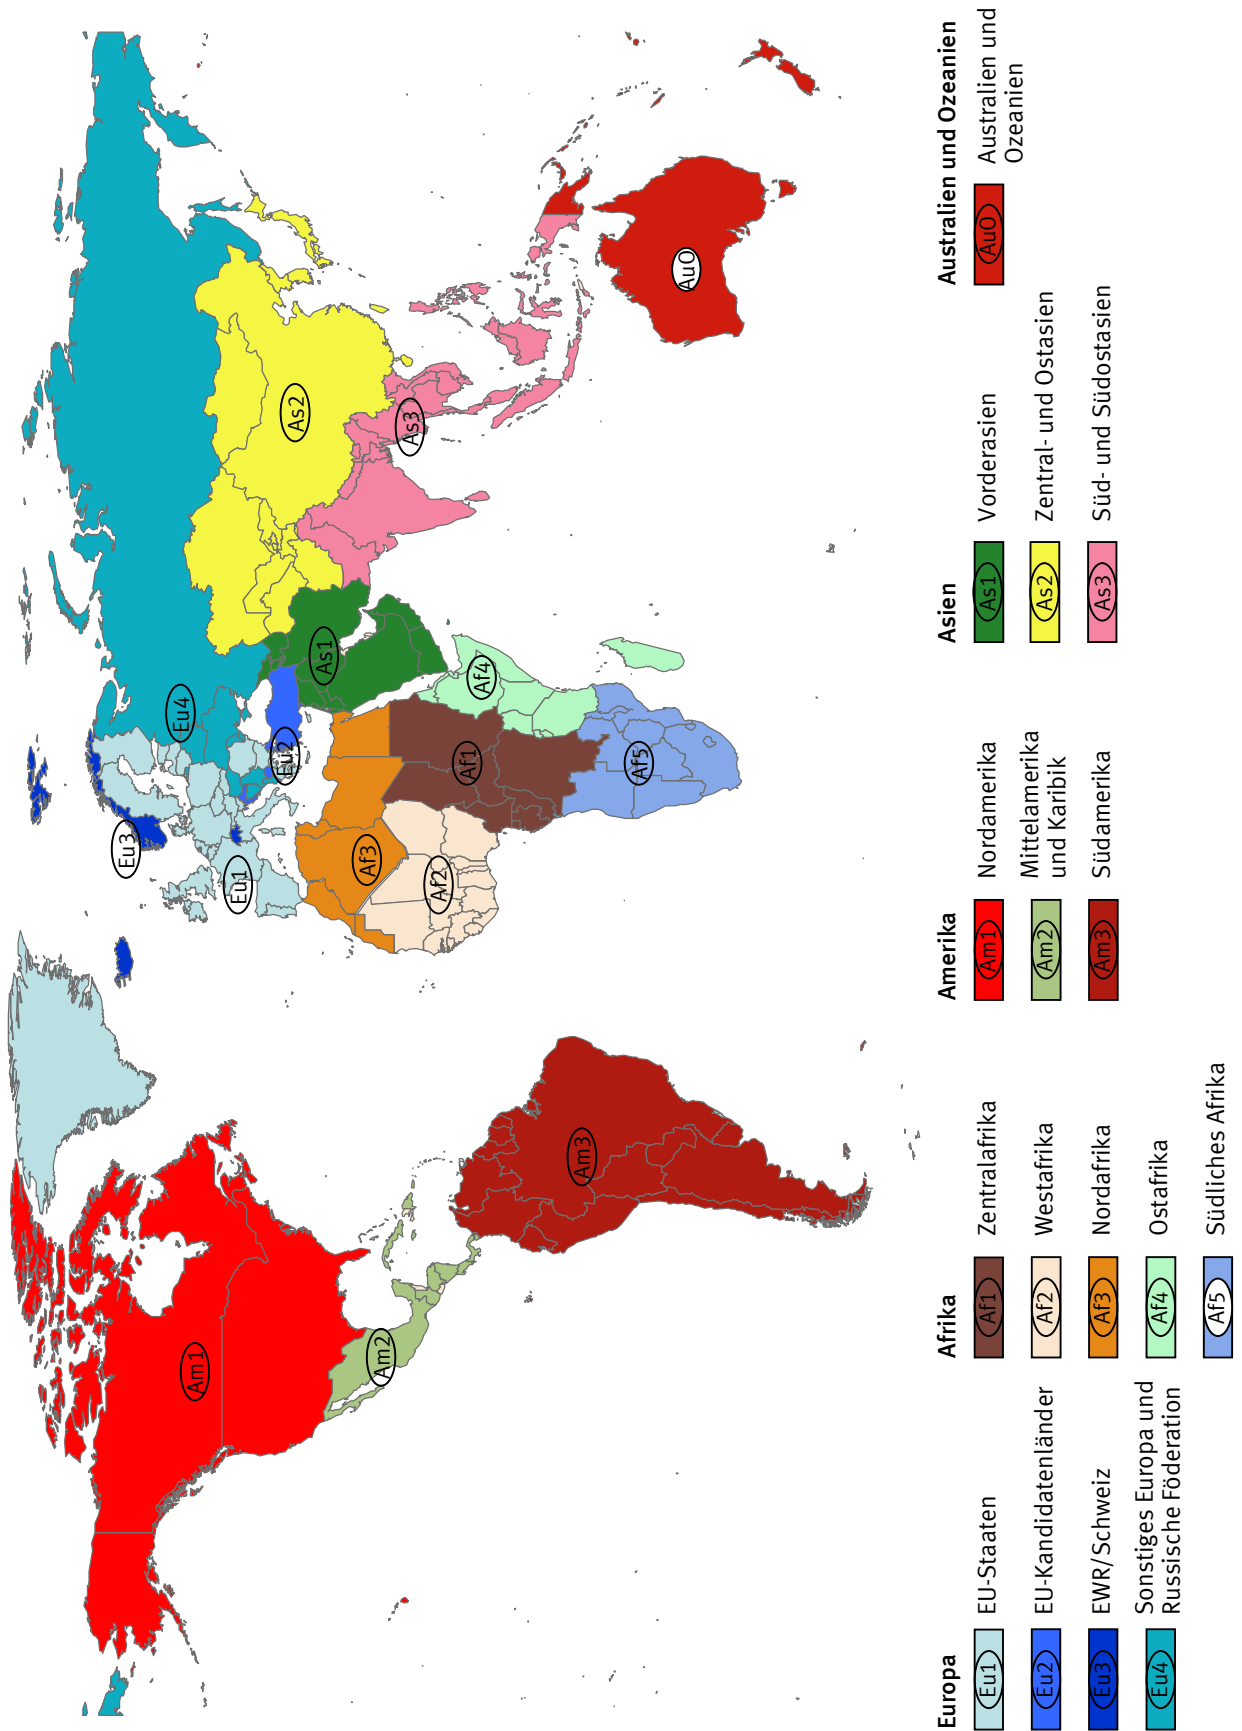 Am1
Am2
Am3
Eu1
Eu2
Eu3
Eu4
Af1
Af2
Af3
Af4
Af5
As1
As2
As3
AuO
Europa
Eu1 EU-Staaten
Eu2 EU-Kandidatenländer
Eu3 EWR/Schweiz
Eu4 Sonstiges Europa und
Russische Föderation
Afrika
Af1 Zentralafrika
Af2 Westafrika
Af3 Nordafrika
Af4 Ostafrika
Af5 Südliches Afrika
Amerika
Am1 Nordamerika
Am2 Mittelamerika
und Karibik
Am3 Südamerika
Asien
As1 Vorderasien
As2 Zentral- und Ostasien
As3 Süd- und Südostasien
Australien und Ozeanien
AuO Australien und
Ozeanien